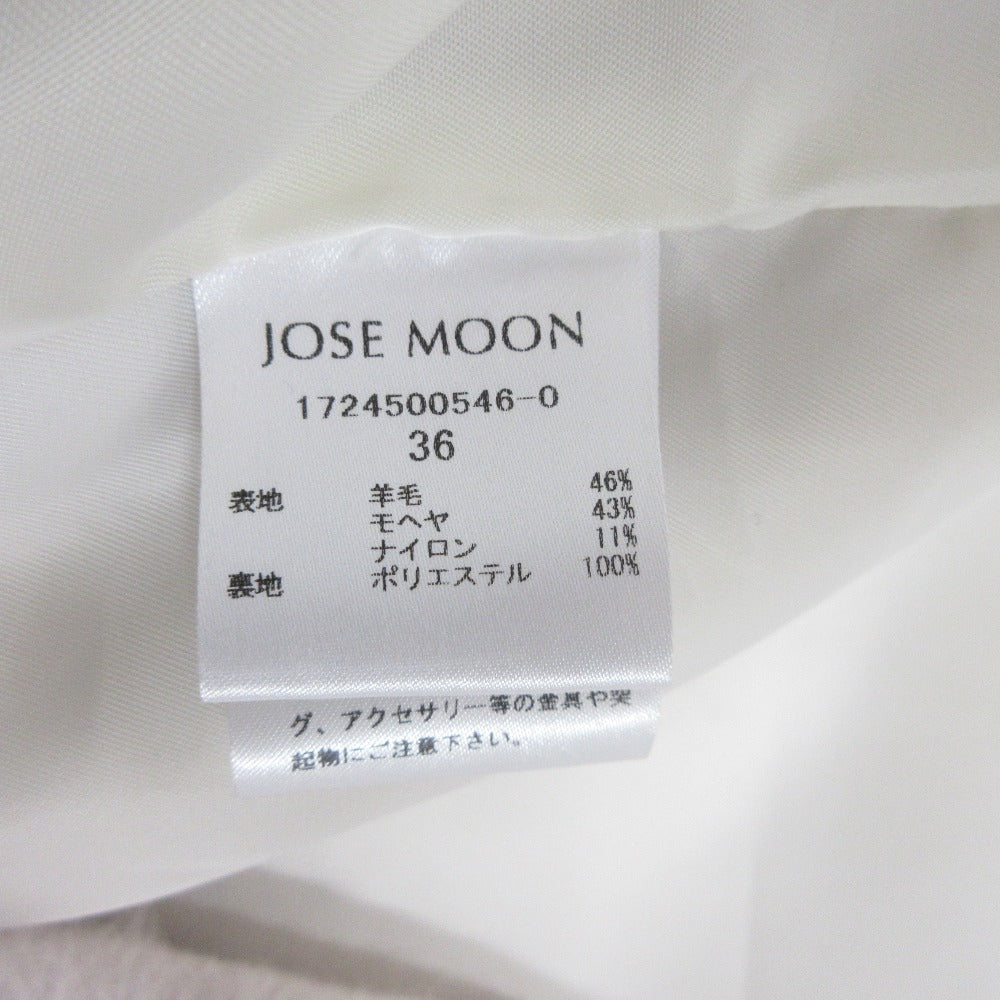 JOSE MOON
1724500546-0
36
表地 羊毛 46%
モヘヤ 43%
ナイロン 11%
裏地 ポリエステル 100%
グ、アクセサリー等の金具や突
起物にご注意下さい。